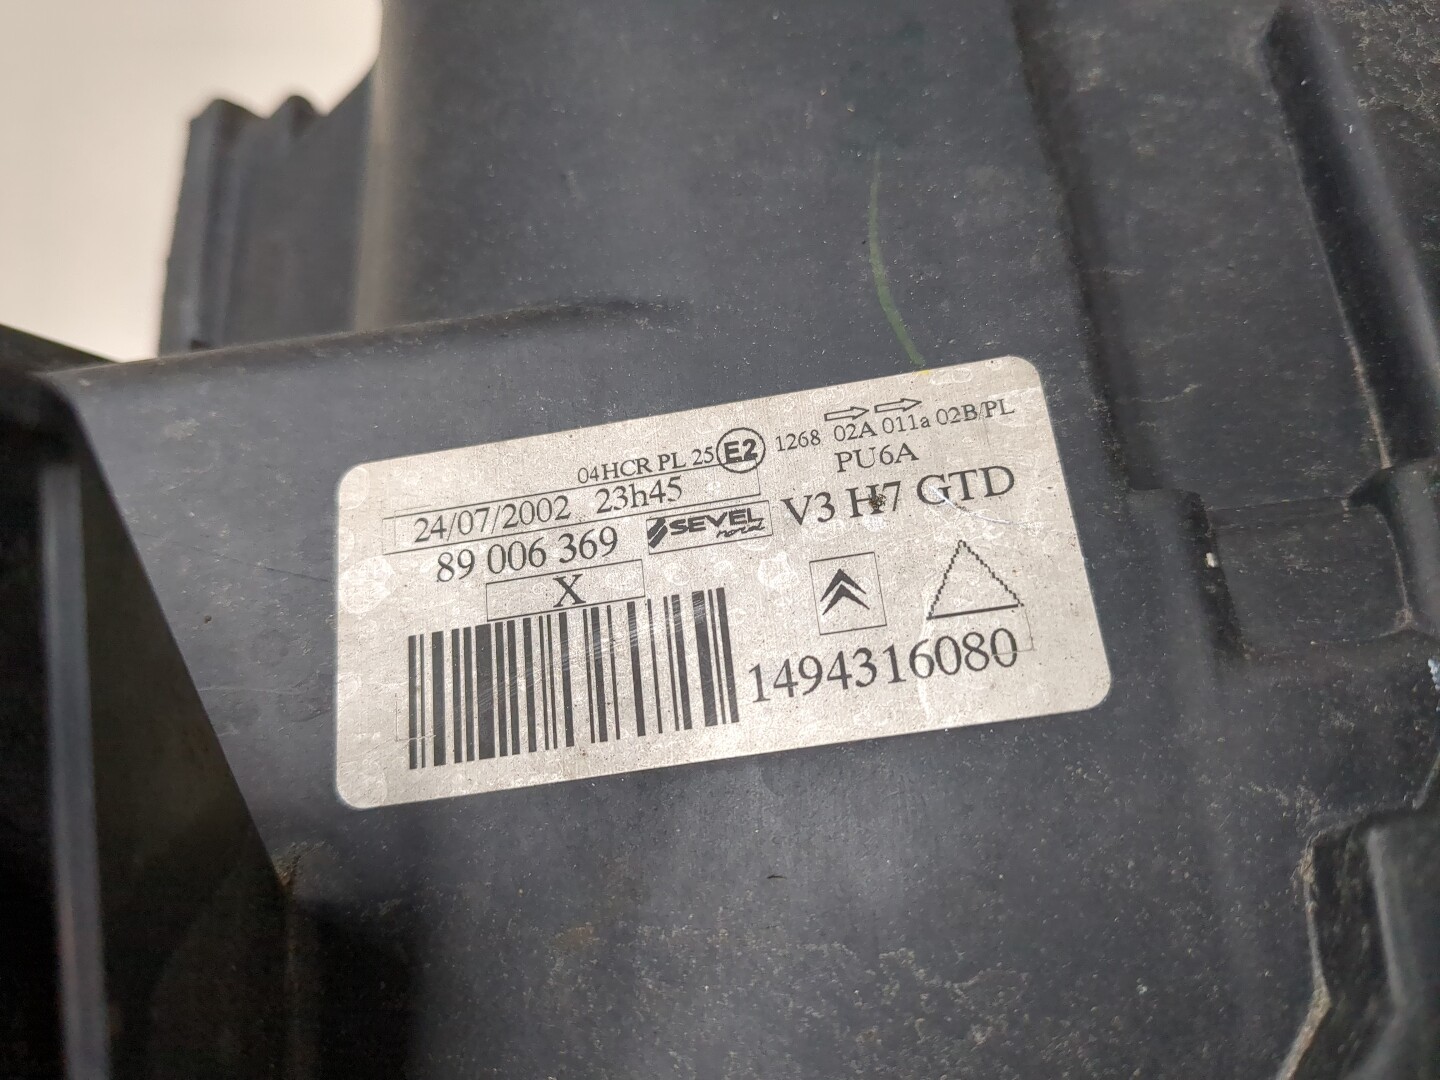 04HCR PL 25 E2 1268 02A 011a 02B/PL
PU6A
24/07/2002 23h45
89 006 369 SEVEL V3 H7 GTD
X
1494316080